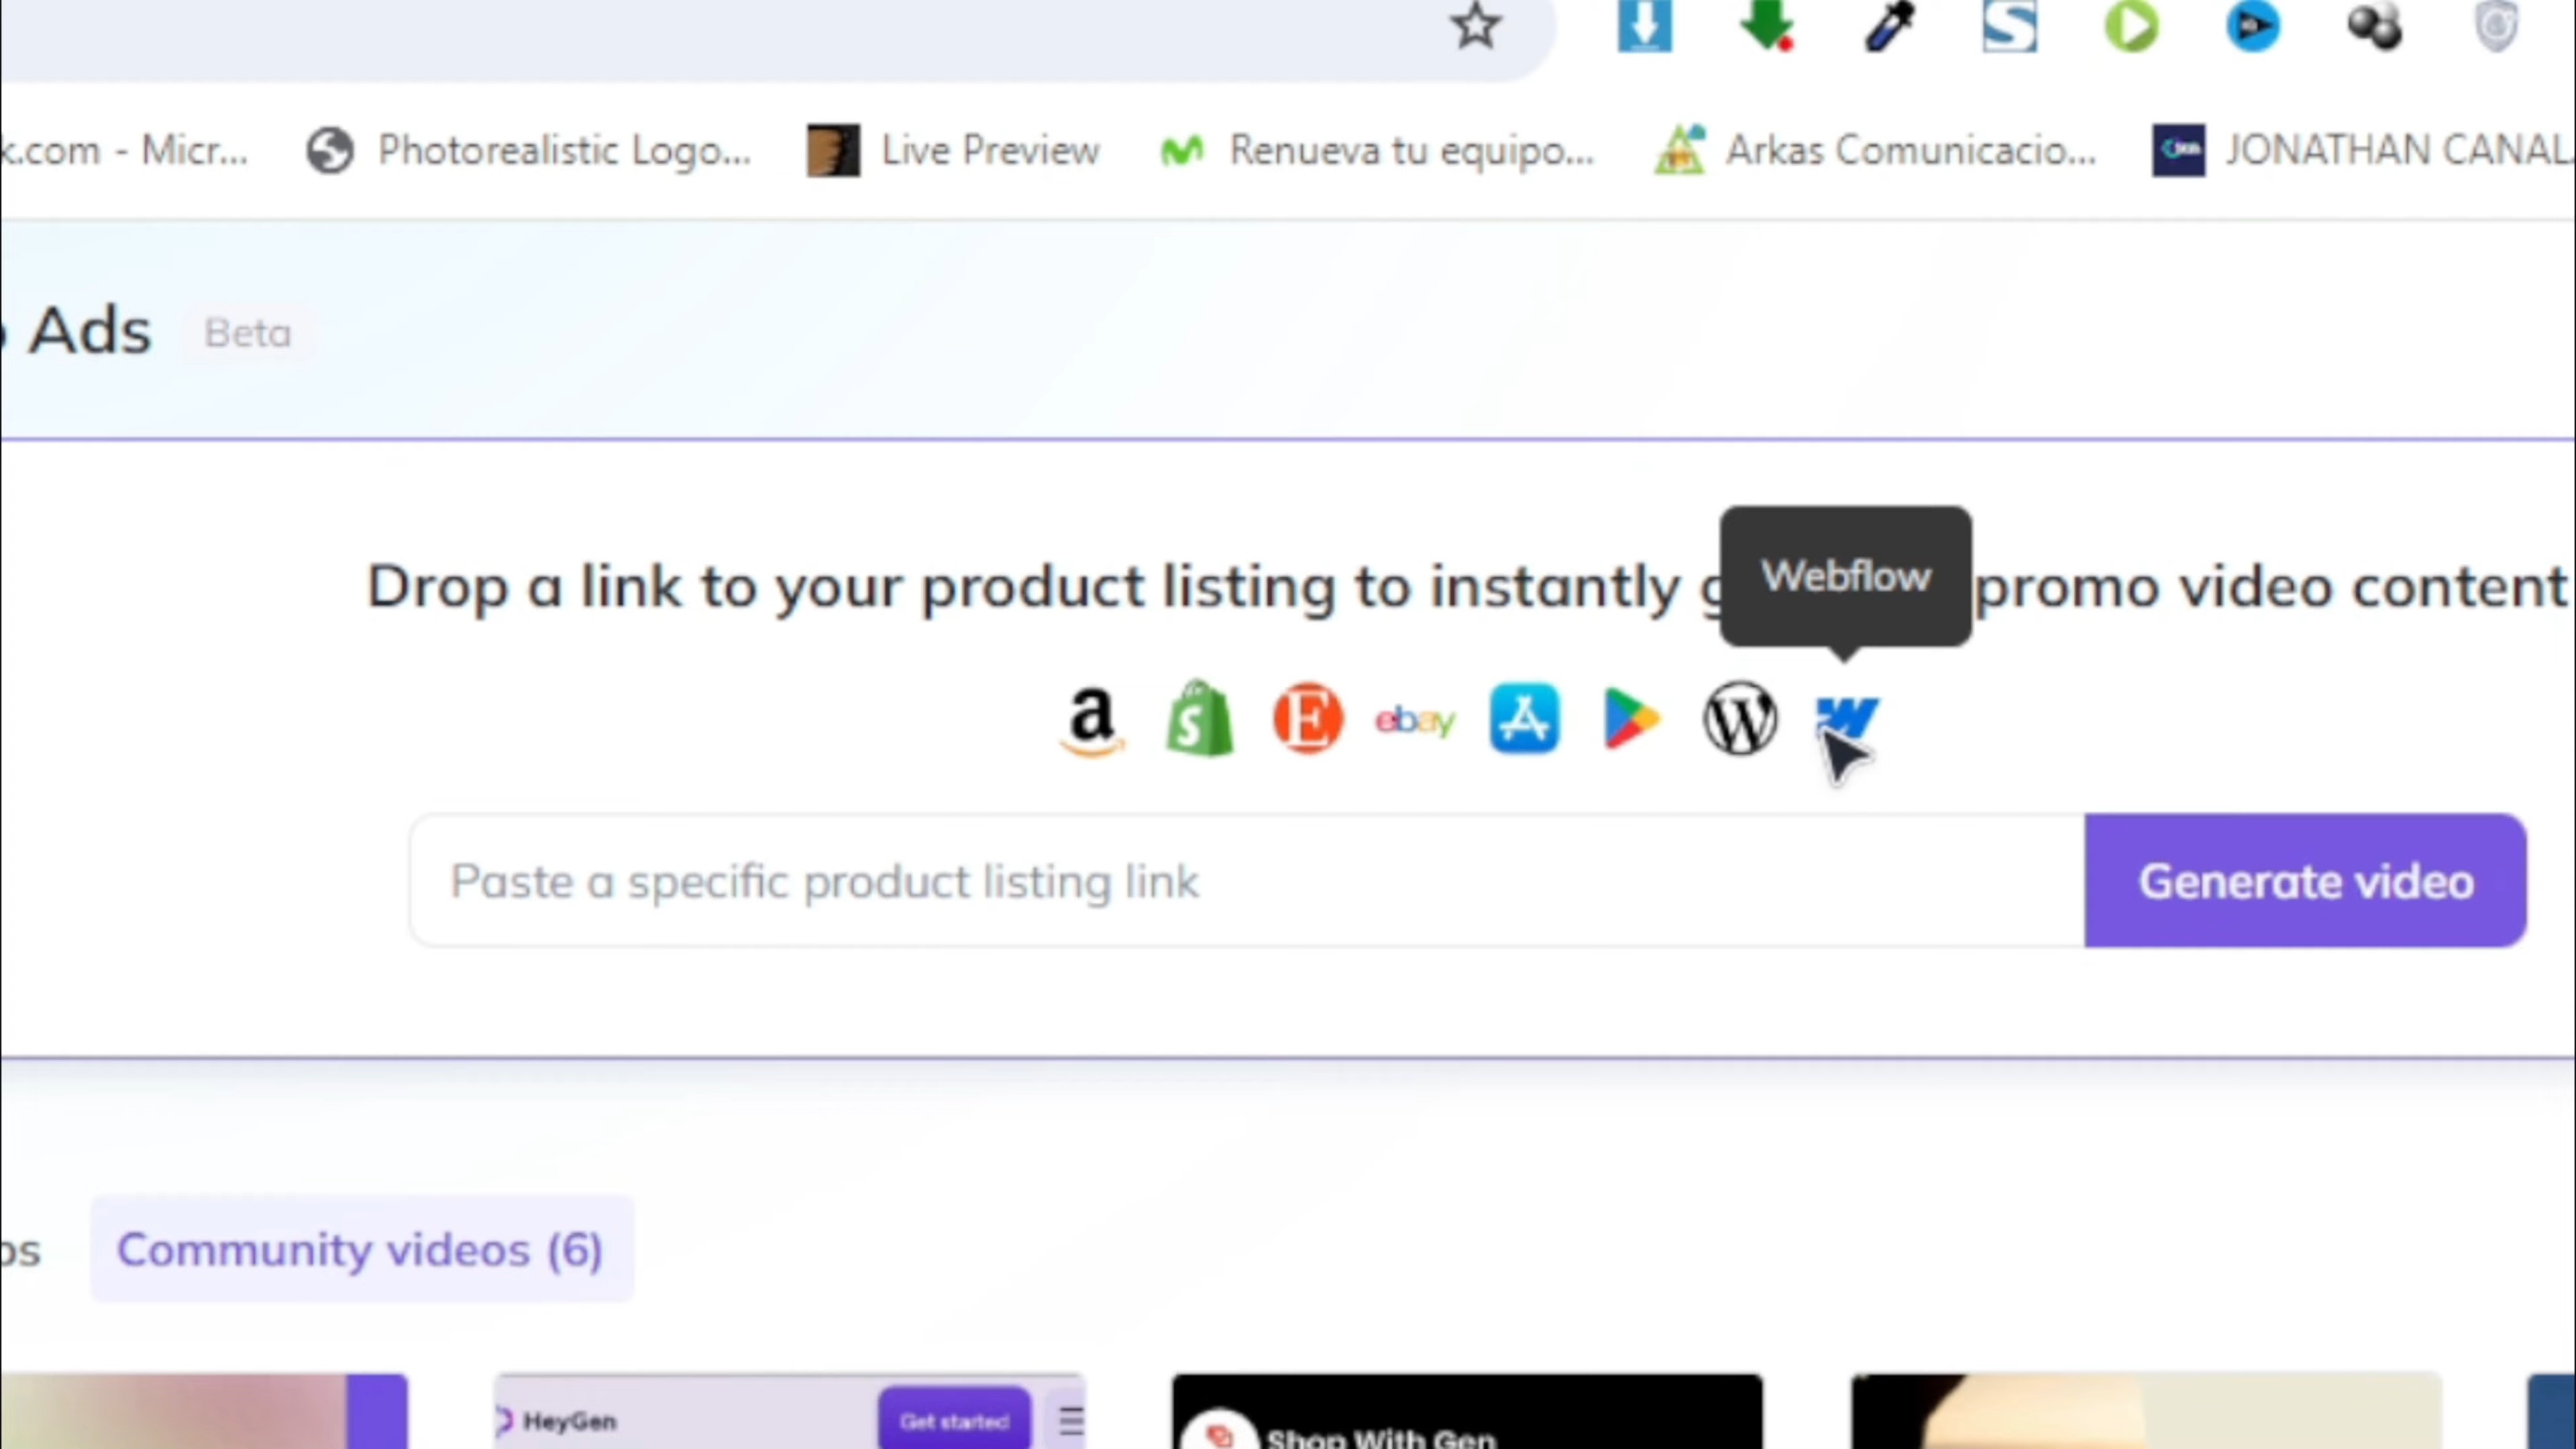 k.com - Micr... Photorealistic Logo... Live Preview Renueva tu equipo... Arkas Comunicacio... JONATHAN CANAL
Ads Beta
Webflow
Drop a link to your product listing to instantly g promo video content
a S E ebay W
Paste a specific product listing link Generate video
os Community videos (6)
HeyGen Get started
Shop With Gen